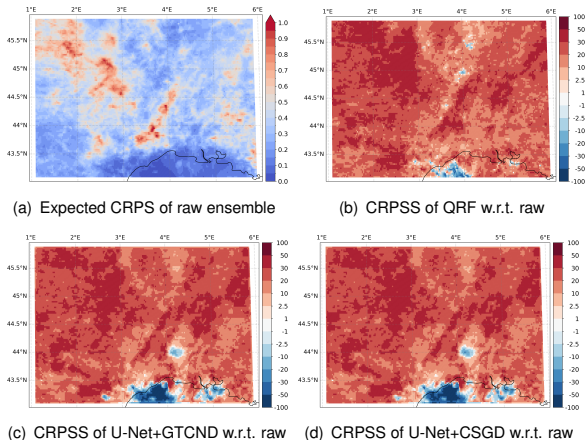 1°E 2°E 3°E 4°E 5°E 6°E
1.0
0.9
0.8
0.7
0.6
0.5
0.4
0.3
0.2
0.1
0.0
45.5°N
45°N
44.5°N
44°N
43.5°N
(a) Expected CRPS of raw ensemble
1°E 2°E 3°E 4°E 5°E 6°E
100
50
30
20
10
5
2.5
1
-1
-2.5
-5
-10
-20
-30
-50
-100
45.5°N
45°N
44.5°N
44°N
43.5°N
(b) CRPSS of QRF w.r.t. raw
1°E 2°E 3°E 4°E 5°E 6°E
100
50
30
20
10
5
2.5
1
-1
-2.5
-5
-10
-20
-30
-50
-100
45.5°N
45°N
44.5°N
44°N
43.5°N
(c) CRPSS of U-Net+GTCND w.r.t. raw
1°E 2°E 3°E 4°E 5°E 6°E
100
50
30
20
10
5
2.5
1
-1
-2.5
-5
-10
-20
-30
-50
-100
45.5°N
45°N
44.5°N
44°N
43.5°N
(d) CRPSS of U-Net+CSGD w.r.t. raw